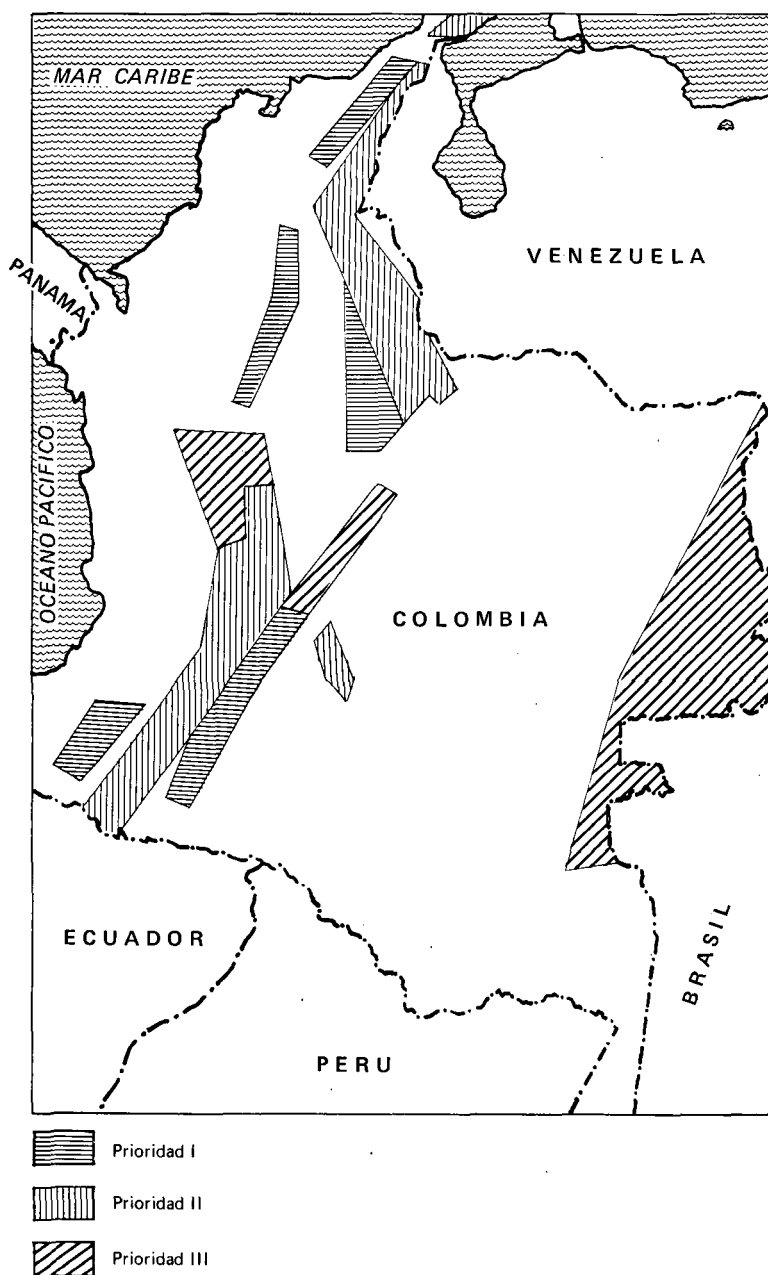 MAR CARIBE
VENEZUELA
PANAMA
OCEANO PACIFICO
COLOMBIA
ECUADOR
BRASIL
PERU
Prioridad I
Prioridad II
Prioridad III